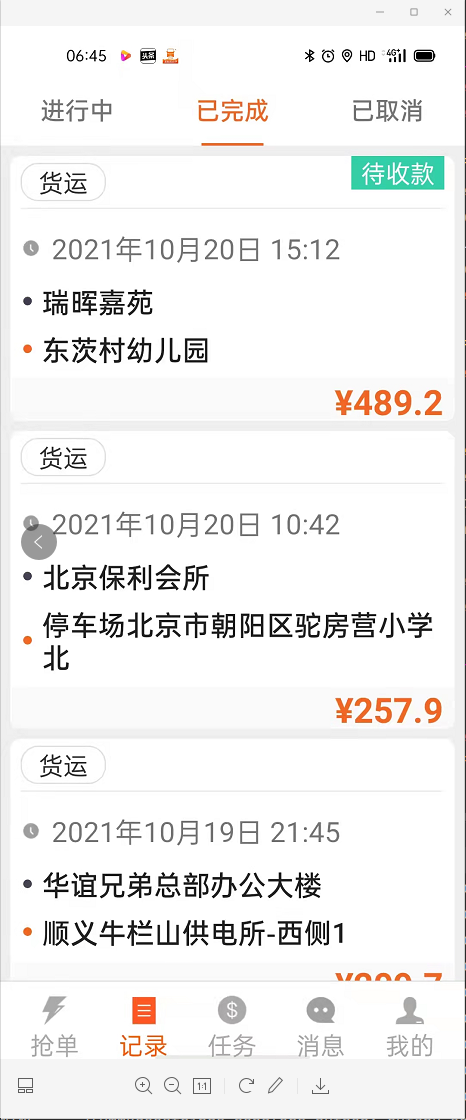 06:45 头条 HD 4G
进行中 已完成 已取消
货运 待收款
2021年10月20日 15:12
瑞晖嘉苑
东茨村幼儿园
¥489.2
货运
2021年10月20日 10:42
北京保利会所
停车场北京市朝阳区驼房营小学
北
¥257.9
货运
2021年10月19日 21:45
华谊兄弟总部办公大楼
顺义牛栏山供电所-西侧1
抢单 记录 任务 消息 我的
1:1